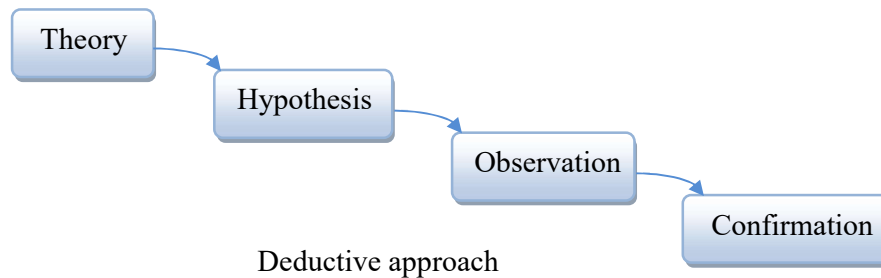 Theory
Hypothesis
Observation
Confirmation
Deductive approach